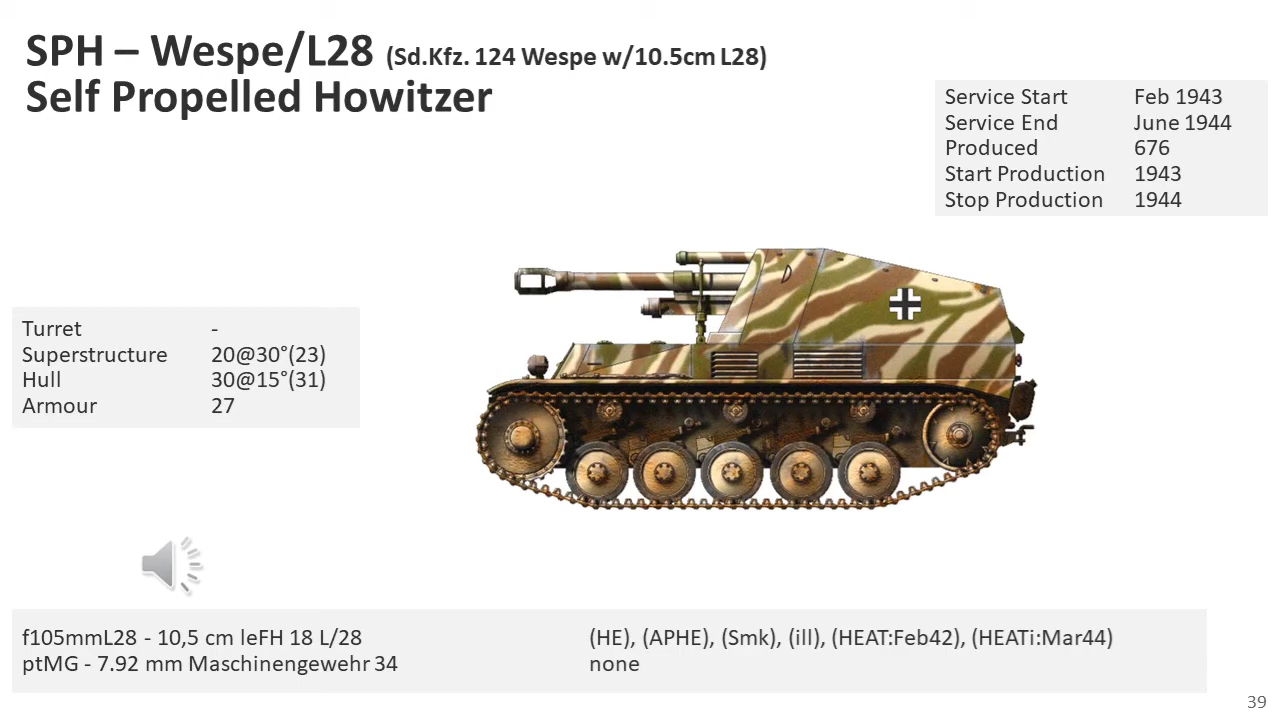 SPH – Wespe/L28 (Sd.Kfz. 124 Wespe w/10.5cm L28)
Self Propelled Howitzer
Service Start Feb 1943
Service End June 1944
Produced 676
Start Production 1943
Stop Production 1944
Turret -
Superstructure 20@30°(23)
Hull 30@15°(31)
Armour 27
f105mmL28 - 10,5 cm leFH 18 L/28 (HE), (APHE), (Smk), (ill), (HEAT:Feb42), (HEATi:Mar44)
ptMG - 7.92 mm Maschinengewehr 34 none
39